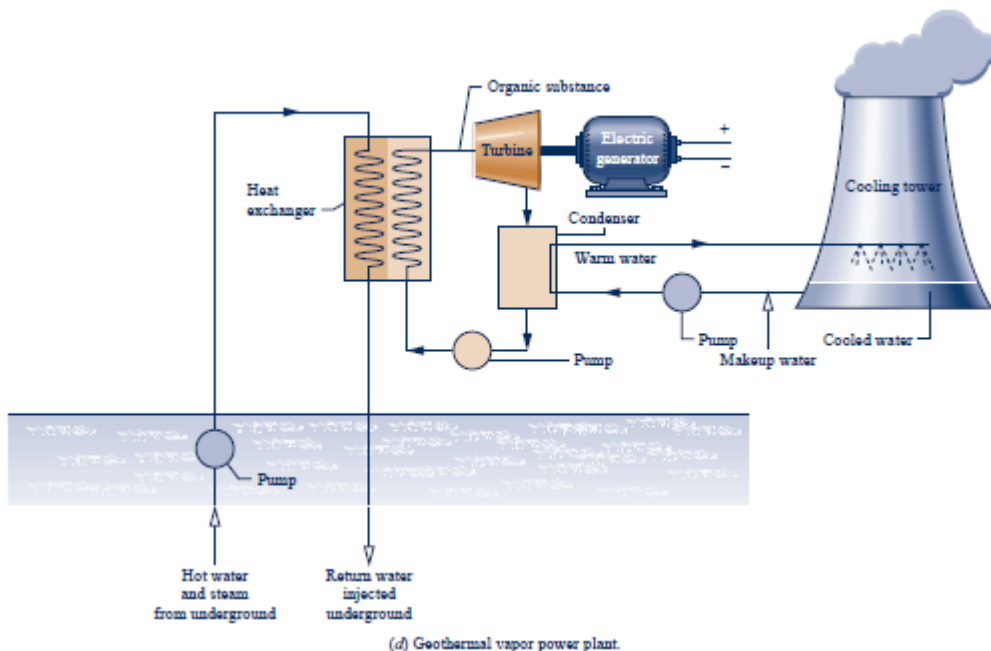 Organic substance
Turbine
Electric
generator
+
–
Cooling tower
Heat
exchanger
Condenser
Warm water
Pump
Pump
Makeup water
Cooled water
Pump
Hot water
and steam
from underground
Return water
injected
underground
(d) Geothermal vapor power plant.